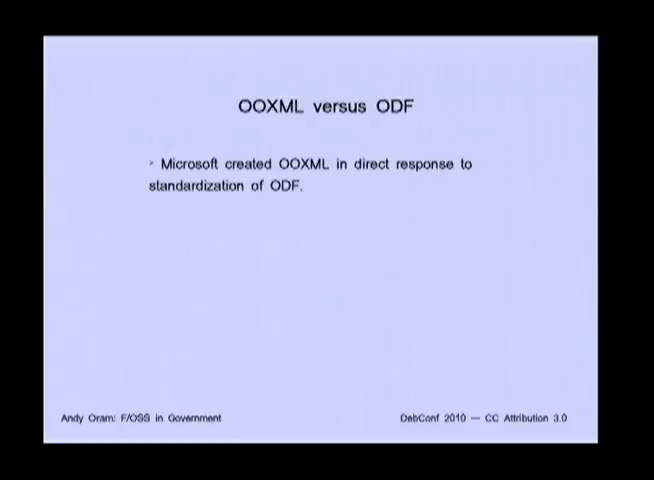 OOXML versus ODF
Microsoft created OOXML in direct response to
standardization of ODF.
Andy Oram: F/OSS in Government
DebConf 2010 — CC Attribution 3.0